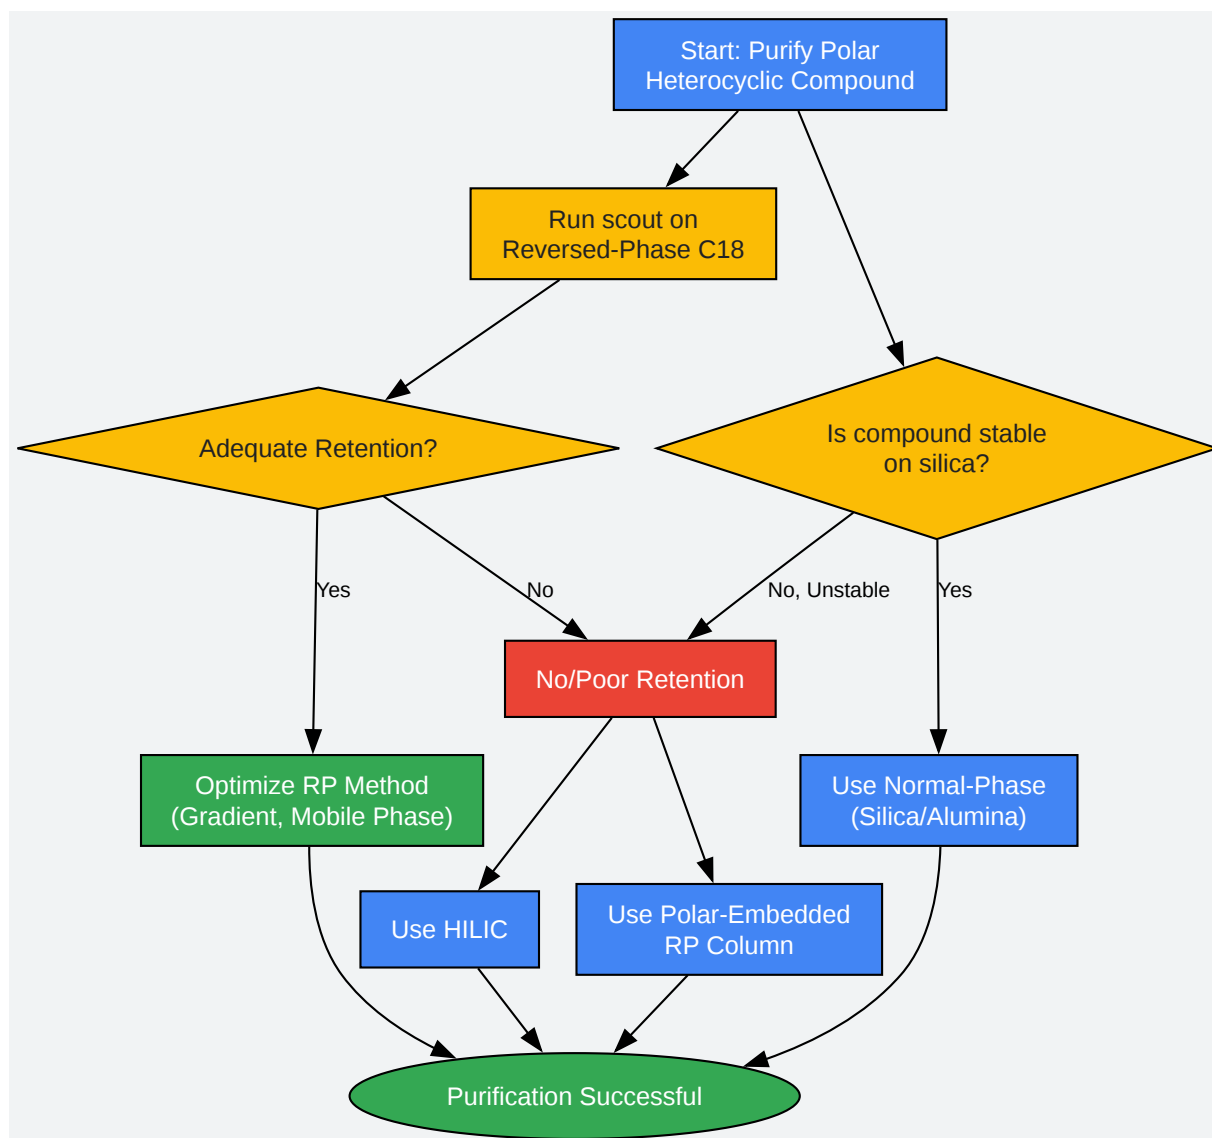 Start: Purify Polar
Heterocyclic Compound
Run scout on
Reversed-Phase C18
Adequate Retention?
Is compound stable
on silica?
Yes
No
No, Unstable
Yes
No/Poor Retention
Optimize RP Method
(Gradient, Mobile Phase)
Use Normal-Phase
(Silica/Alumina)
Use HILIC
Use Polar-Embedded
RP Column
Purification Successful